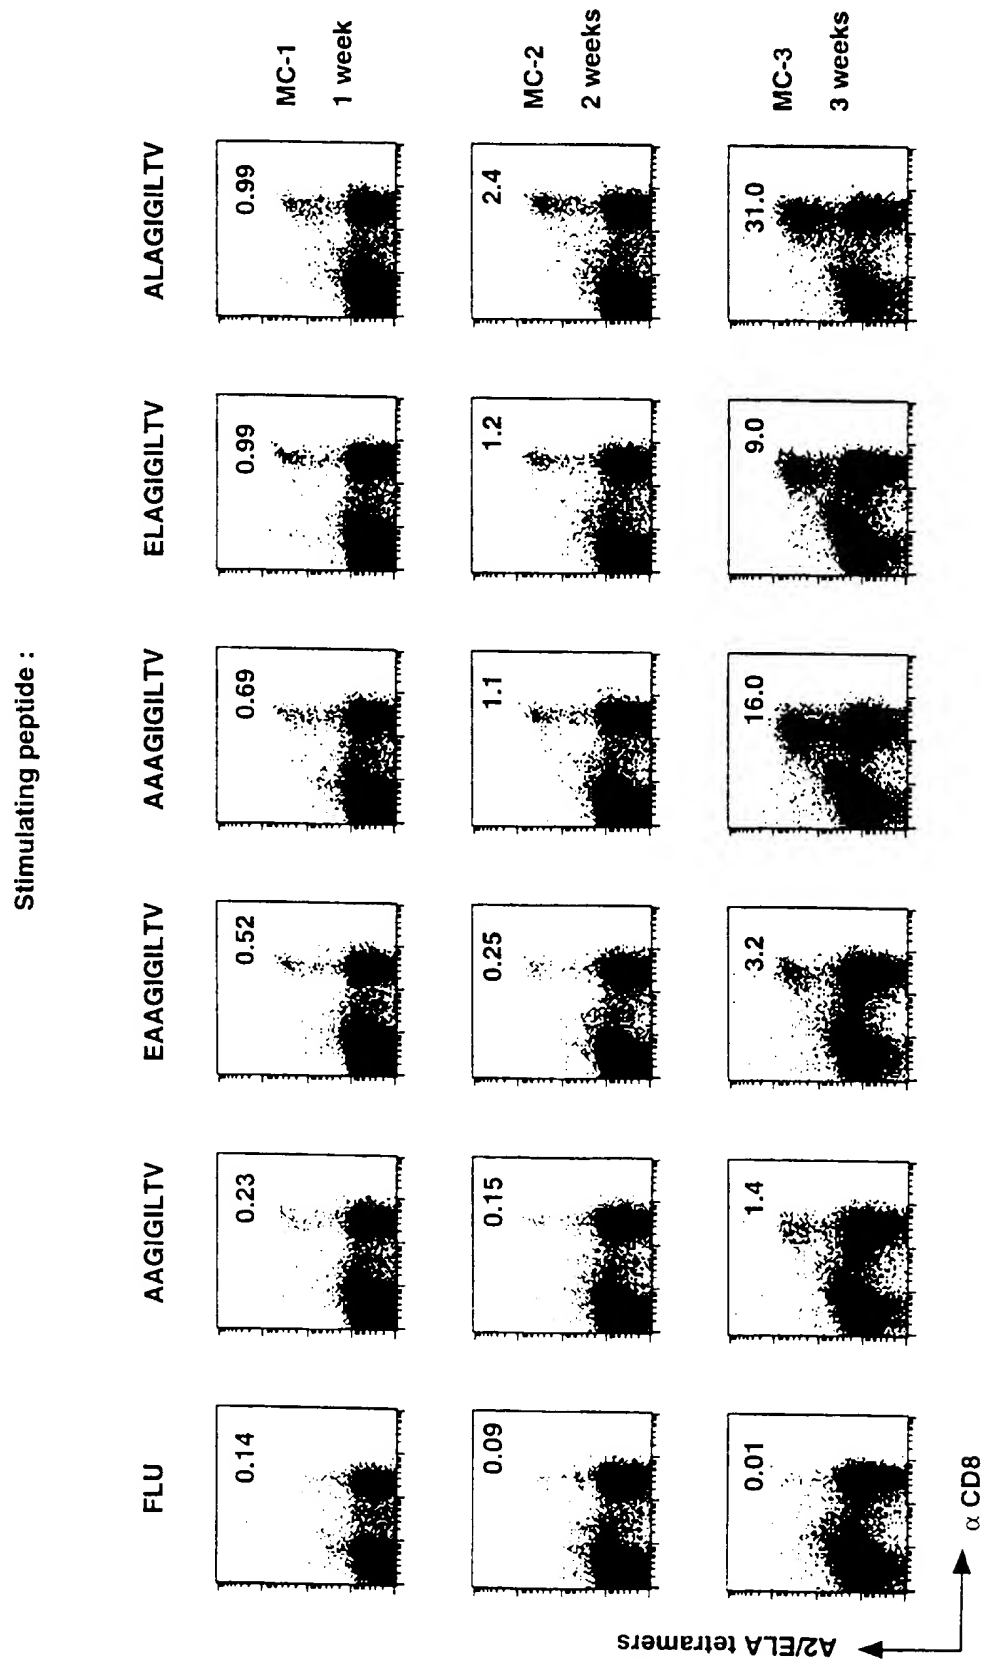 Stimulating peptide :
FLU AAGIGILTV EAAGIGILTV AAAGIGILTV ELAGIGILTV ALAGIGILTV
0.14 0.23 0.52 0.69 0.99 0.99
MC-1
1 week
0.09 0.15 0.25 1.1 1.2 2.4
MC-2
2 weeks
0.01 1.4 3.2 16.0 9.0 31.0
MC-3
3 weeks
A2/ELA tetramers
α CD8